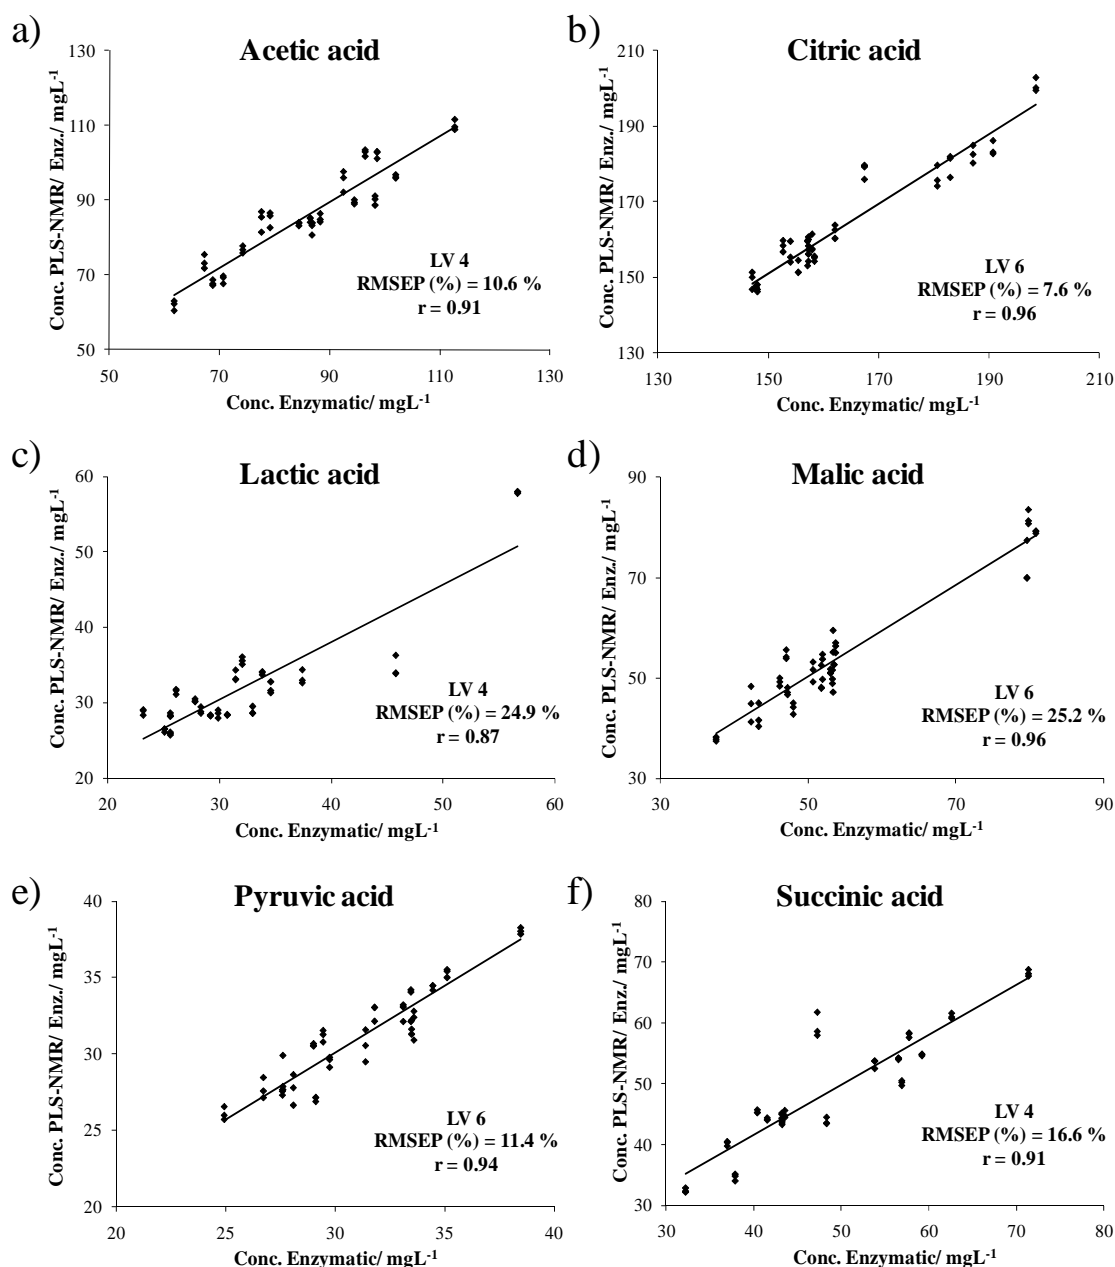 a)
Acetic acid
130
110
90
70
50
50 70 90 110 130
Conc. PLS-NMR/ Enz./ mgL⁻¹
Conc. Enzymatic/ mgL⁻¹
LV 4
RMSEP (%) = 10.6 %
r = 0.91
b)
Citric acid
210
190
170
150
130
130 150 170 190 210
Conc. PLS-NMR/ Enz./ mgL⁻¹
Conc. Enzymatic/ mgL⁻¹
LV 6
RMSEP (%) = 7.6 %
r = 0.96
c)
Lactic acid
60
50
40
30
20
20 30 40 50 60
Conc. PLS-NMR/ Enz./ mgL⁻¹
Conc. Enzymatic/ mgL⁻¹
LV 4
RMSEP (%) = 24.9 %
r = 0.87
d)
Malic acid
90
70
50
30
30 50 70 90
Conc. PLS-NMR/ Enz./ mgL⁻¹
Conc. Enzymatic/ mgL⁻¹
LV 6
RMSEP (%) = 25.2 %
r = 0.96
e)
Pyruvic acid
40
35
30
25
20
20 25 30 35 40
Conc. PLS-NMR/ Enz./ mgL⁻¹
Conc. Enzymatic/ mgL⁻¹
LV 6
RMSEP (%) = 11.4 %
r = 0.94
f)
Succinic acid
80
70
60
50
40
30
30 40 50 60 70 80
Conc. PLS-NMR/ Enz./ mgL⁻¹
Conc. Enzymatic/ mgL⁻¹
LV 4
RMSEP (%) = 16.6 %
r = 0.91